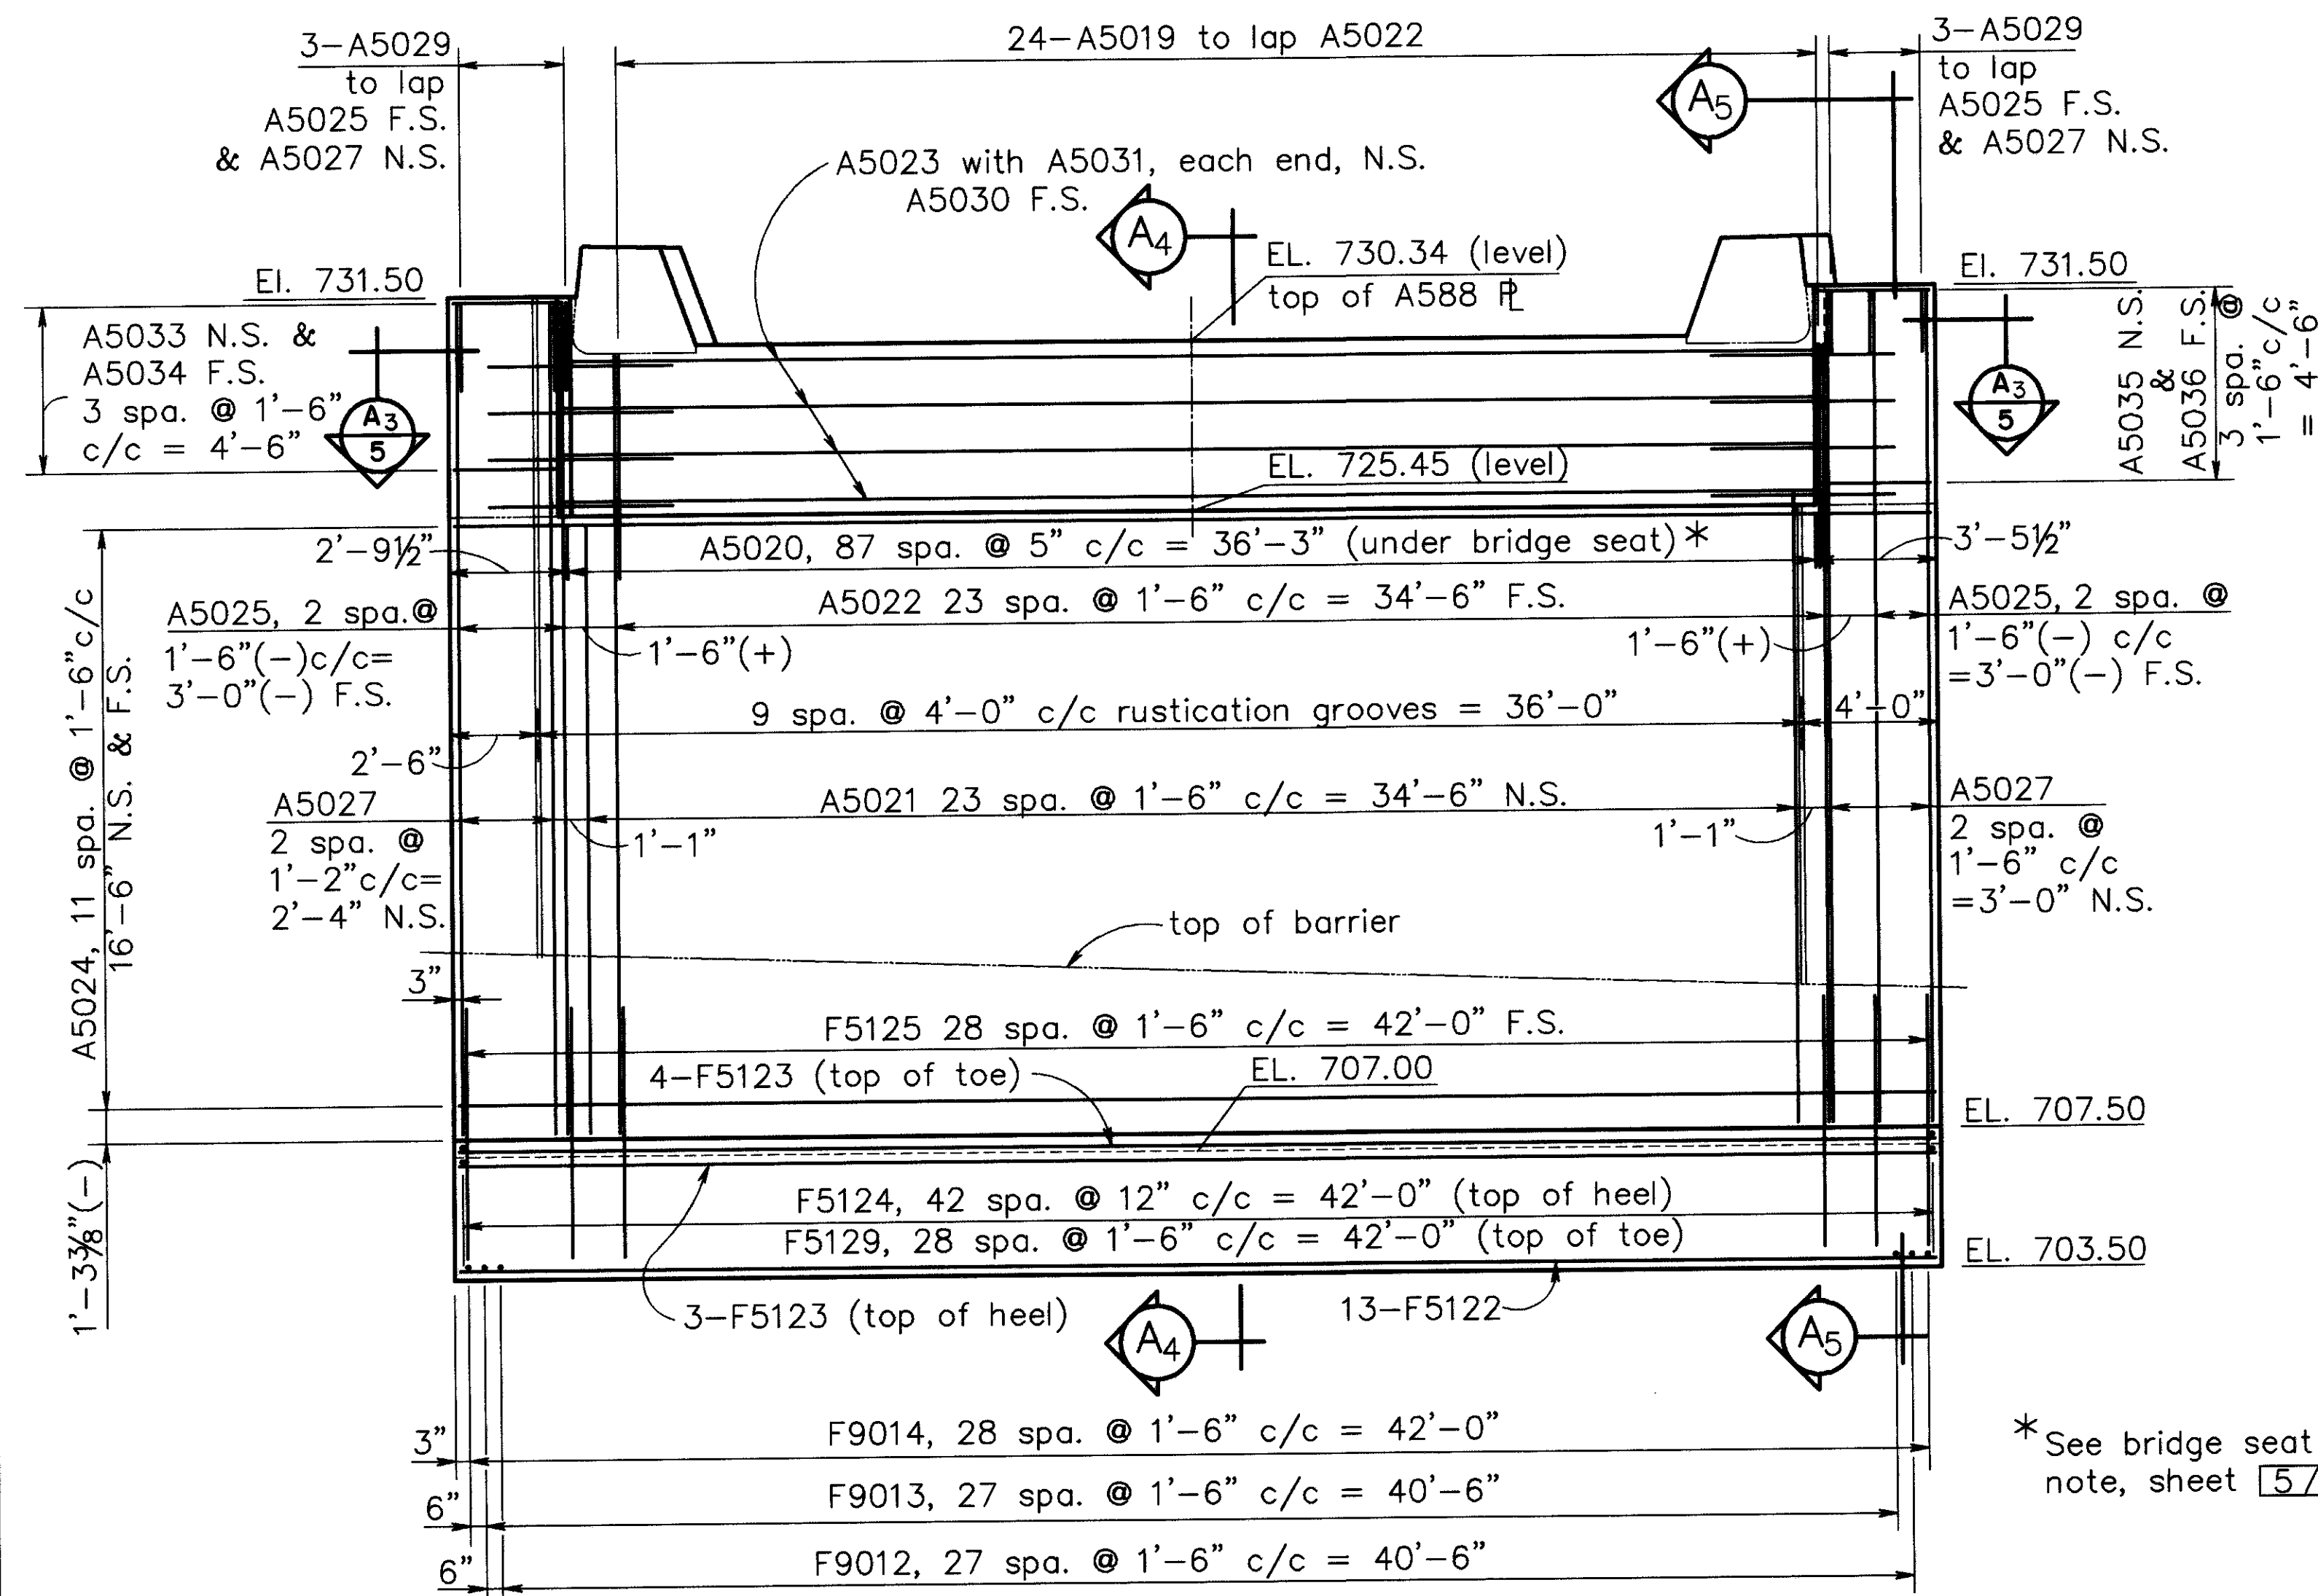 3-A5029
to lap
A5025 F.S.
& A5027 N.S.
24-A5019 to lap A5022
3-A5029
to lap
A5025 F.S.
& A5027 N.S.
A5
A5023 with A5031, each end, N.S.
A5030 F.S.
A4
EL. 730.34 (level)
top of A588 ℄
El. 731.50
El. 731.50
A5033 N.S. &
A5034 F.S.
3 spa. @ 1'-6"
c/c = 4'-6"
A3
5
A3
5
A5035 N.S.
&
A5036 F.S.
3 spa. @
1'-6"c/c
= 4'-6"
EL. 725.45 (level)
2'-9½"
A5020, 87 spa. @ 5" c/c = 36'-3" (under bridge seat)*
3'-5½"
A5025, 2 spa.@
1'-6"(-)c/c=
3'-0"(-) F.S.
A5022 23 spa. @ 1'-6" c/c = 34'-6" F.S.
1'-6"(+)
1'-6"(+)
A5025, 2 spa. @
1'-6"(-) c/c
=3'-0"(-) F.S.
9 spa. @ 4'-0" c/c rustication grooves = 36'-0"
4'-0"
2'-6"
A5024, 11 spa. @ 1'-6"c/c
16'-6" N.S. & F.S.
A5027
2 spa. @
1'-2"c/c=
2'-4" N.S.
A5021 23 spa. @ 1'-6" c/c = 34'-6" N.S.
1'-1"
1'-1"
A5027
2 spa. @
1'-6" c/c
=3'-0" N.S.
top of barrier
3"
F5125 28 spa. @ 1'-6" c/c = 42'-0" F.S.
4-F5123 (top of toe)
EL. 707.00
EL. 707.50
1'-3⅜"(-)
F5124, 42 spa. @ 12" c/c = 42'-0" (top of heel)
F5129, 28 spa. @ 1'-6" c/c = 42'-0" (top of toe)
EL. 703.50
3-F5123 (top of heel)
13-F5122
A4
A5
3"
F9014, 28 spa. @ 1'-6" c/c = 42'-0"
6"
F9013, 27 spa. @ 1'-6" c/c = 40'-6"
6"
F9012, 27 spa. @ 1'-6" c/c = 40'-6"
* See bridge seat
note, sheet 5/